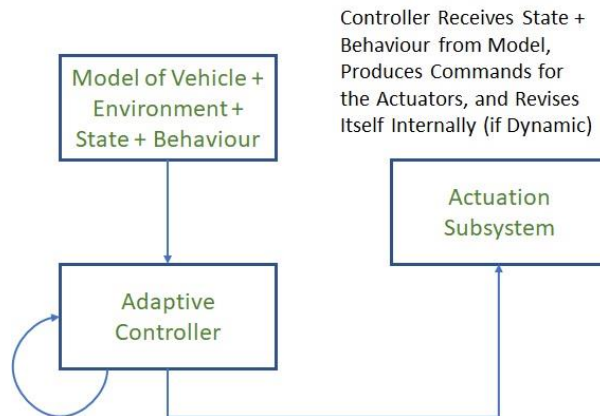 Controller Receives State +
Behaviour from Model,
Produces Commands for
the Actuators, and Revises
Itself Internally (if Dynamic)
Model of Vehicle +
Environment +
State + Behaviour
Actuation
Subsystem
Adaptive
Controller